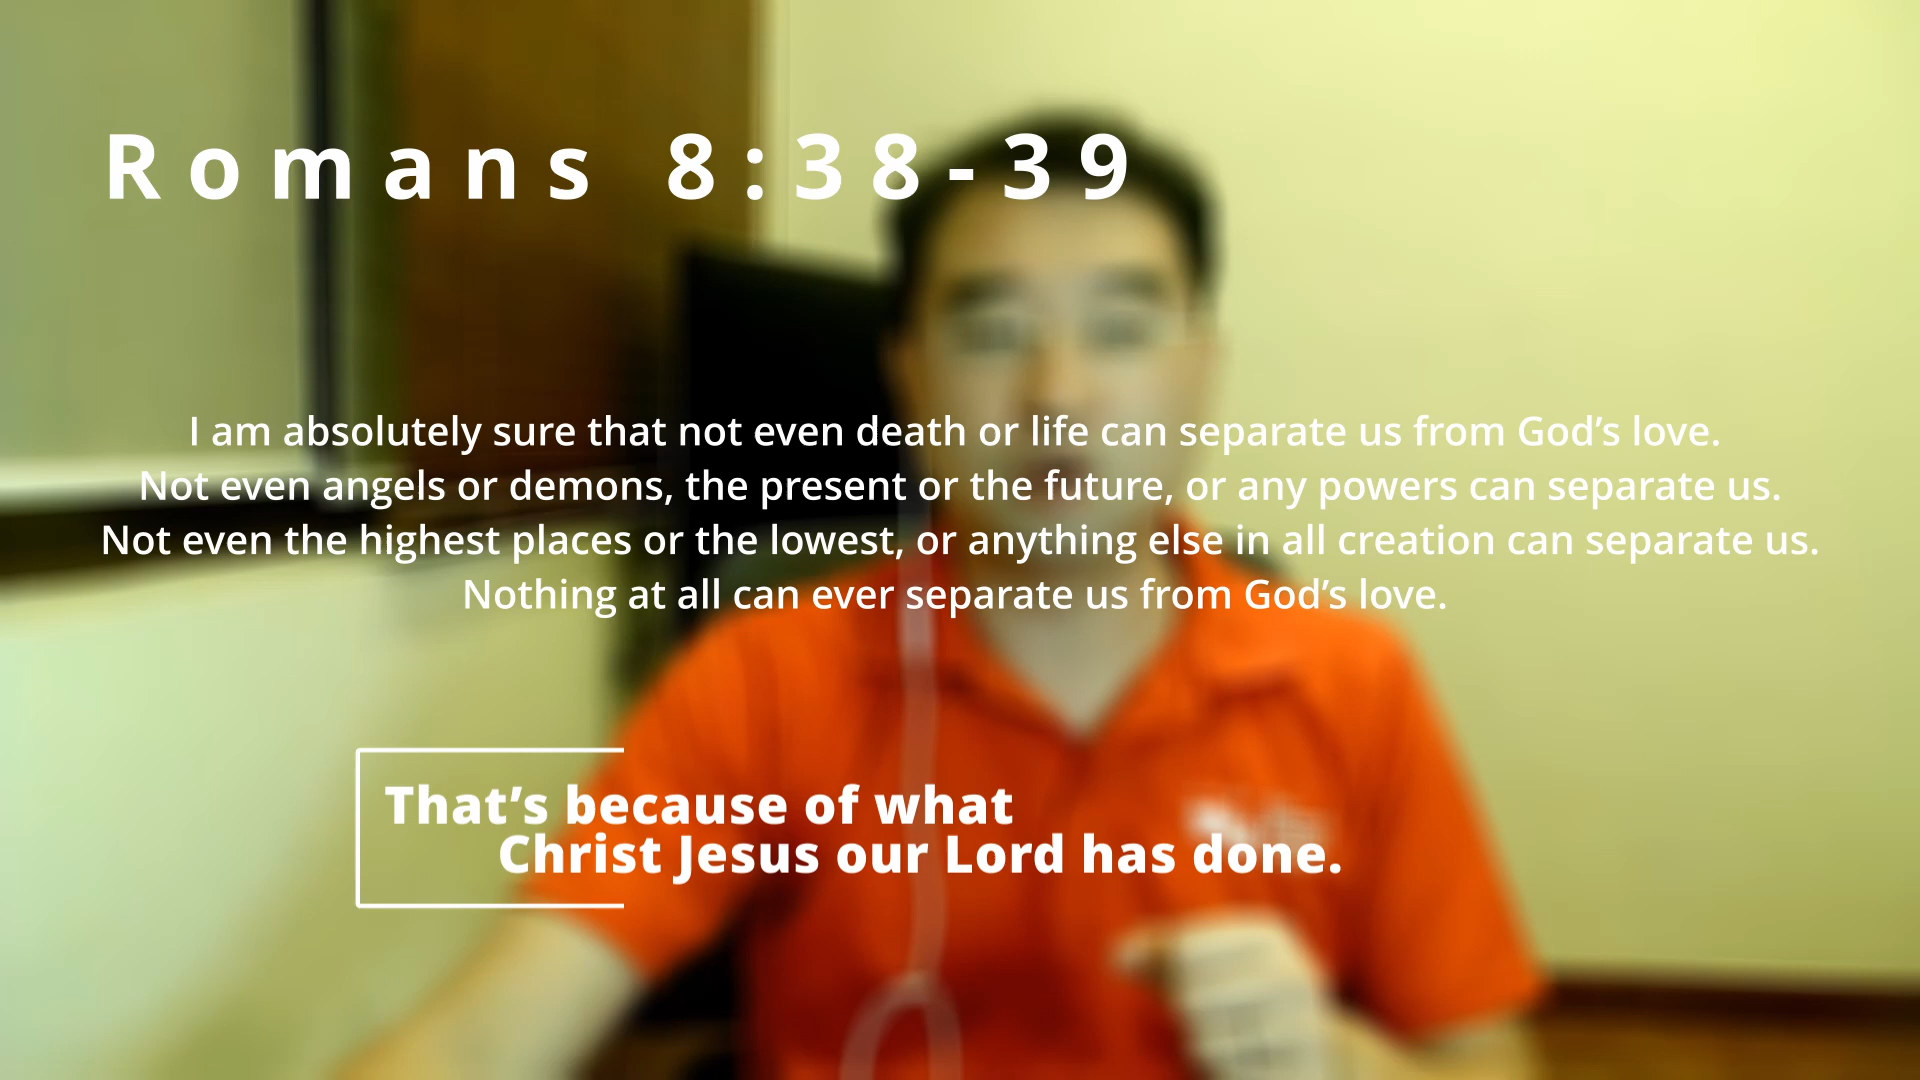 Romans 8:38-39
I am absolutely sure that not even death or life can separate us from God’s love.
Not even angels or demons, the present or the future, or any powers can separate us.
Not even the highest places or the lowest, or anything else in all creation can separate us.
Nothing at all can ever separate us from God’s love.
That’s because of what
Christ Jesus our Lord has done.